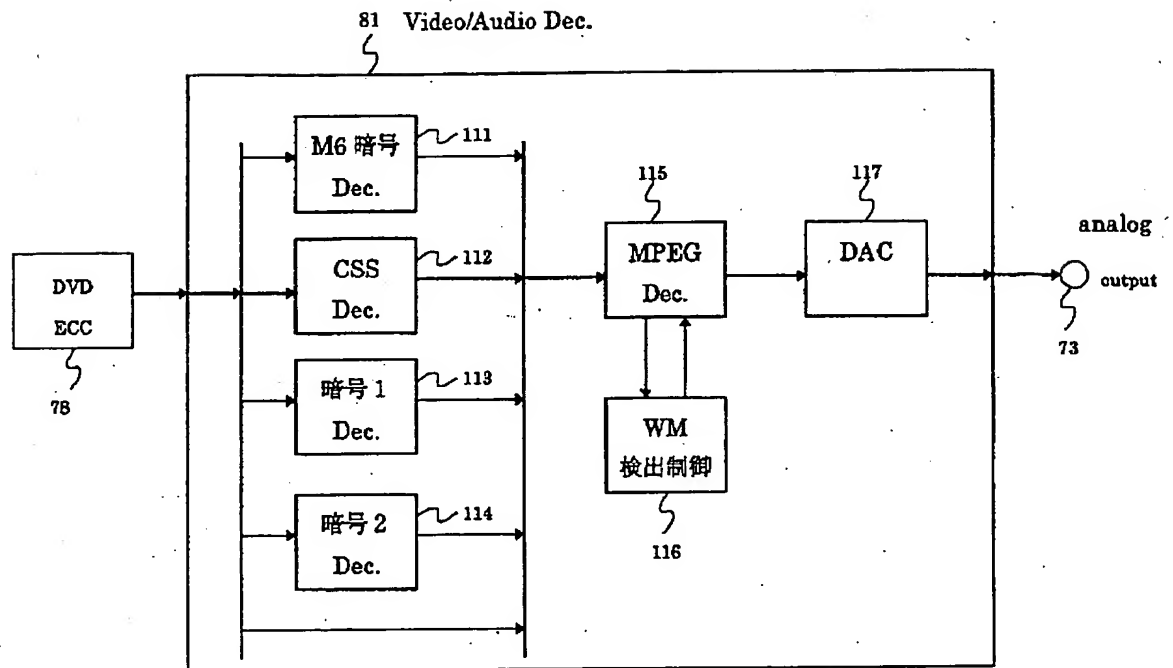 81 Video/Audio Dec.
M6 暗号
Dec.
111
CSS
Dec.
112
暗号1
Dec.
113
暗号2
Dec.
114
DVD
ECC
78
115
MPEG
Dec.
WM
検出制御
116
117
DAC
analog
output
73